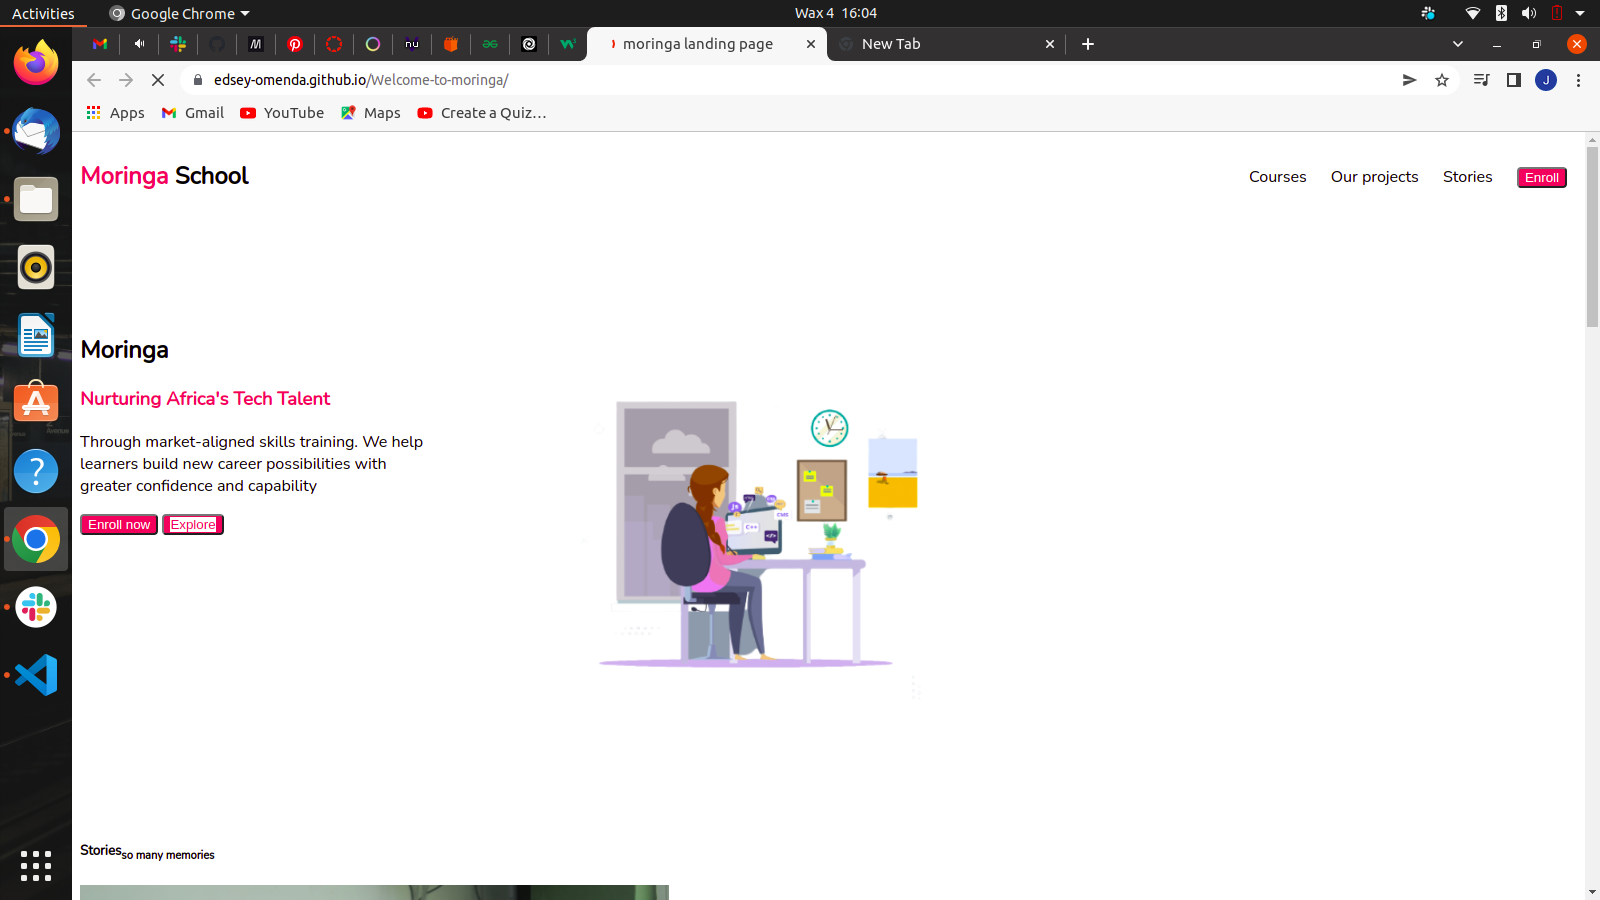 Activities
Google Chrome
Wax 4 16:04
moringa landing page
New Tab
edsey-omenda.github.io/Welcome-to-moringa/
J
Apps
Gmail
YouTube
Maps
Create a Quiz...
Moringa School
Courses
Our projects
Stories
Enroll
Moringa
Nurturing Africa's Tech Talent
Through market-aligned skills training. We help
learners build new career possibilities with
greater confidence and capability
Enroll now
Explore
C++
Stories so many memories